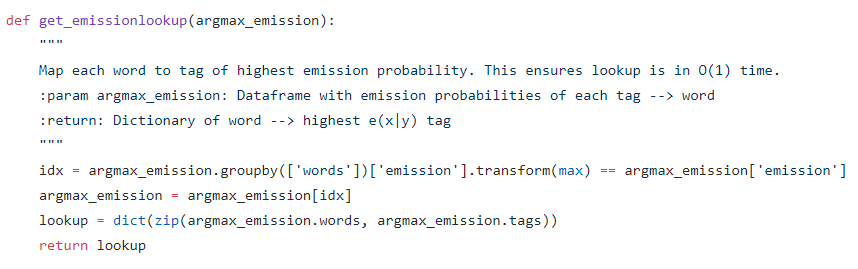 def get_emissionlookup(argmax_emission):
    """
    Map each word to tag of highest emission probability. This ensures lookup is in O(1) time.
    :param argmax_emission: Dataframe with emission probabilities of each tag --> word
    :return: Dictionary of word --> highest e(x|y) tag
    """
    idx = argmax_emission.groupby(['words'])['emission'].transform(max) == argmax_emission['emission']
    argmax_emission = argmax_emission[idx]
    lookup = dict(zip(argmax_emission.words, argmax_emission.tags))
    return lookup